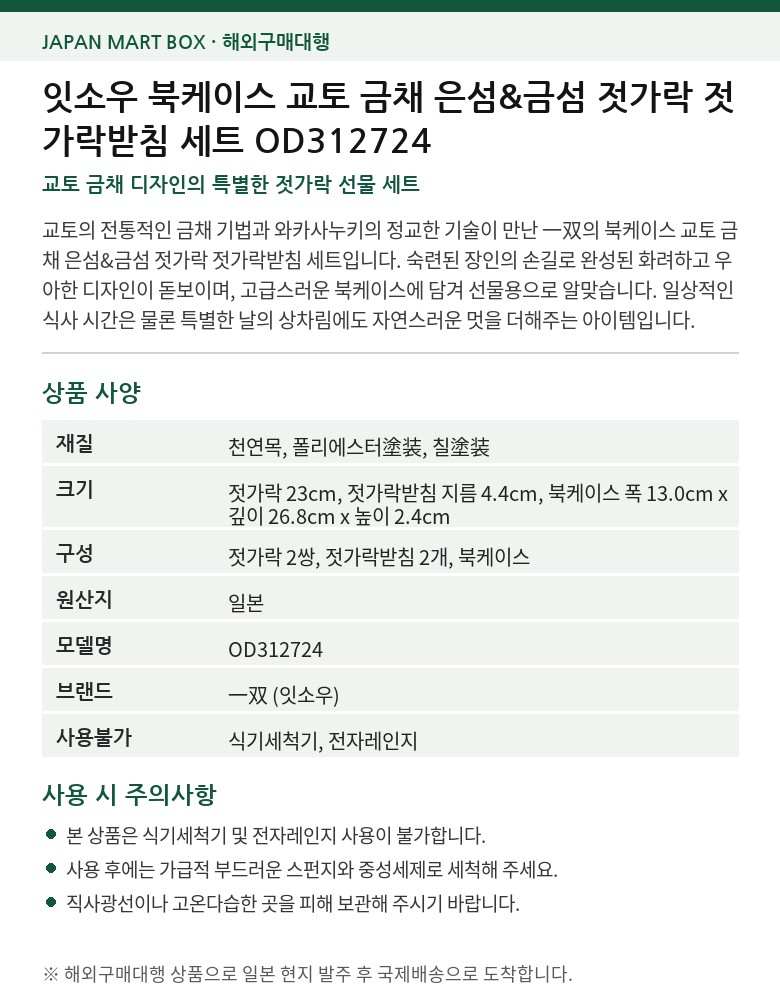 JAPAN MART BOX · 해외구매대행
잇소우 북케이스 교토 금채 은섬&금섬 젓가락 젓
가락받침 세트 OD312724
교토 금채 디자인의 특별한 젓가락 선물 세트
교토의 전통적인 금채 기법과 와카사누키의 정교한 기술이 만난 一双의 북케이스 교토 금
채 은섬&금섬 젓가락 젓가락받침 세트입니다. 숙련된 장인의 손길로 완성된 화려하고 우
아한 디자인이 돋보이며, 고급스러운 북케이스에 담겨 선물용으로 알맞습니다. 일상적인
식사 시간은 물론 특별한 날의 상차림에도 자연스러운 멋을 더해주는 아이템입니다.
상품 사양
재질 천연목, 폴리에스터塗装, 칠塗装
크기 젓가락 23cm, 젓가락받침 지름 4.4cm, 북케이스 폭 13.0cm x
깊이 26.8cm x 높이 2.4cm
구성 젓가락 2쌍, 젓가락받침 2개, 북케이스
원산지 일본
모델명 OD312724
브랜드 一双 (잇소우)
사용불가 식기세척기, 전자레인지
사용 시 주의사항
● 본 상품은 식기세척기 및 전자레인지 사용이 불가합니다.
● 사용 후에는 가급적 부드러운 스펀지와 중성세제로 세척해 주세요.
● 직사광선이나 고온다습한 곳을 피해 보관해 주시기 바랍니다.
※ 해외구매대행 상품으로 일본 현지 발주 후 국제배송으로 도착합니다.